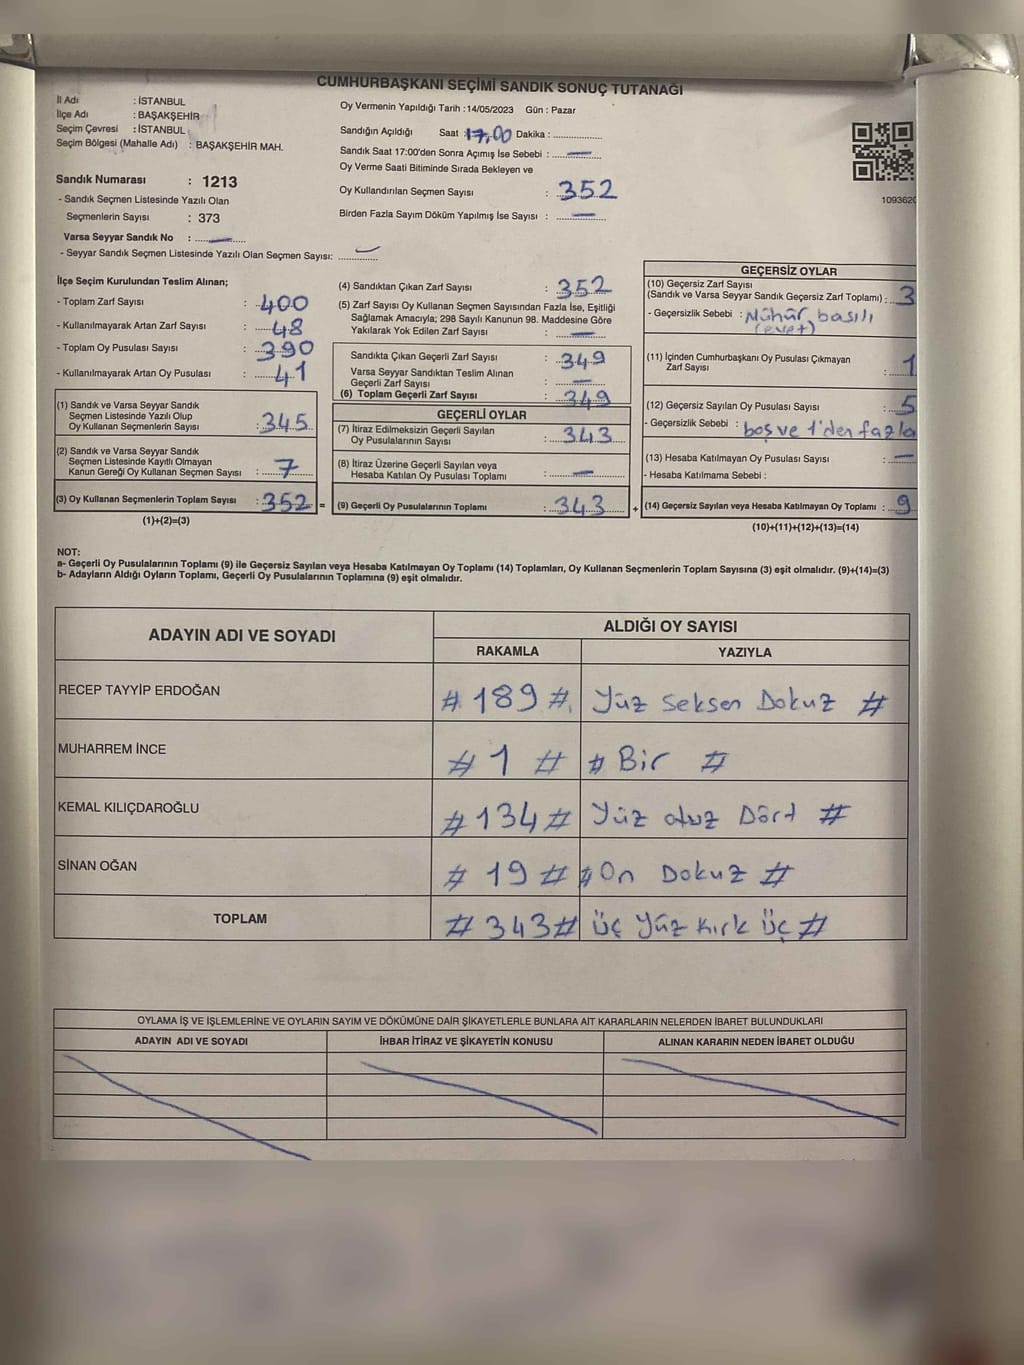 CUMHURBAŞKANI SEÇİMİ SANDIK SONUÇ TUTANAĞI
İl Adı : İSTANBUL
İlçe Adı : BAŞAKŞEHİR
Seçim Çevresi : İSTANBUL
Seçim Bölgesi (Mahalle Adı) : BAŞAKŞEHİR MAH.
Sandık Numarası : 1213
- Sandık Seçmen Listesinde Yazılı Olan
Seçmenlerin Sayısı : 373
Varsa Seyyar Sandık No : —
- Seyyar Sandık Seçmen Listesinde Yazılı Olan Seçmen Sayısı:
Oy Vermenin Yapıldığı Tarih :14/05/2023 Gün : Pazar
Sandığın Açıldığı Saat : 17,00 Dakika :
Sandık Saat 17:00'den Sonra Açımış İse Sebebi : —
Oy Verme Saati Bitiminde Sırada Bekleyen ve
Oy Kullandırılan Seçmen Sayısı : 352
Birden Fazla Sayım Döküm Yapılmış İse Sayısı : —
109362
İlçe Seçim Kurulundan Teslim Alınan;
- Toplam Zarf Sayısı : 400
- Kullanılmayarak Artan Zarf Sayısı : 48
- Toplam Oy Pusulası Sayısı : 390
- Kullanılmayarak Artan Oy Pusulası : 41
(1) Sandık ve Varsa Seyyar Sandık
Seçmen Listesinde Yazılı Olup
Oy Kullanan Seçmenlerin Sayısı : 345
(2) Sandık ve Varsa Seyyar Sandık
Seçmen Listesinde Kayıtlı Olmayan
Kanun Gereği Oy Kullanan Seçmen Sayısı : 7
(3) Oy Kullanan Seçmenlerin Toplam Sayısı : 352 =
(1)+(2)=(3)
(4) Sandıktan Çıkan Zarf Sayısı : 352
(5) Zarf Sayısı Oy Kullanan Seçmen Sayısından Fazla İse, Eşitliği
Sağlamak Amacıyla; 298 Sayılı Kanunun 98. Maddesine Göre
Yakılarak Yok Edilen Zarf Sayısı : —
Sandıkta Çıkan Geçerli Zarf Sayısı : 349
Varsa Seyyar Sandıktan Teslim Alınan
Geçerli Zarf Sayısı : —
(6) Toplam Geçerli Zarf Sayısı : 349
GEÇERLİ OYLAR
(7) İtiraz Edilmeksizin Geçerli Sayılan
Oy Pusulalarının Sayısı : 343
(8) İtiraz Üzerine Geçerli Sayılan veya
Hesaba Katılan Oy Pusulası Toplamı : —
(9) Geçerli Oy Pusulalarının Toplamı : 343 +
GEÇERSİZ OYLAR
(10) Geçersiz Zarf Sayısı
(Sandık ve Varsa Seyyar Sandık Geçersiz Zarf Toplamı) : 3
- Geçersizlik Sebebi : Mühür basılı
(evet)
(11) İçinden Cumhurbaşkanı Oy Pusulası Çıkmayan
Zarf Sayısı : 1
(12) Geçersiz Sayılan Oy Pusulası Sayısı : 5
- Geçersizlik Sebebi : boş ve 1'den fazla
(13) Hesaba Katılmayan Oy Pusulası Sayısı : —
- Hesaba Katılmama Sebebi :
(14) Geçersiz Sayılan veya Hesaba Katılmayan Oy Toplamı : 9
(10)+(11)+(12)+(13)=(14)
NOT:
a- Geçerli Oy Pusulalarının Toplamı (9) ile Geçersiz Sayılan veya Hesaba Katılmayan Oy Toplamı (14) Toplamları, Oy Kullanan Seçmenlerin Toplam Sayısına (3) eşit olmalıdır. (9)+(14)=(3)
b- Adayların Aldığı Oyların Toplamı, Geçerli Oy Pusulalarının Toplamına (9) eşit olmalıdır.
ADAYIN ADI VE SOYADI ALDIĞI OY SAYISI
RAKAMLA YAZIYLA
RECEP TAYYİP ERDOĞAN # 189 # Yüz Seksen Dokuz #
MUHARREM İNCE # 1 # # Bir #
KEMAL KILIÇDAROĞLU # 134 # Yüz otuz Dört #
SİNAN OĞAN # 19 # # On Dokuz #
TOPLAM # 343 # Üç Yüz Kırk Üç #
OYLAMA İŞ VE İŞLEMLERİNE VE OYLARIN SAYIM VE DÖKÜMÜNE DAİR ŞİKAYETLERLE BUNLARA AİT KARARLARIN NELERDEN İBARET BULUNDUKLARI
ADAYIN ADI VE SOYADI İHBAR İTİRAZ VE ŞİKAYETİN KONUSU ALINAN KARARIN NEDEN İBARET OLDUĞU